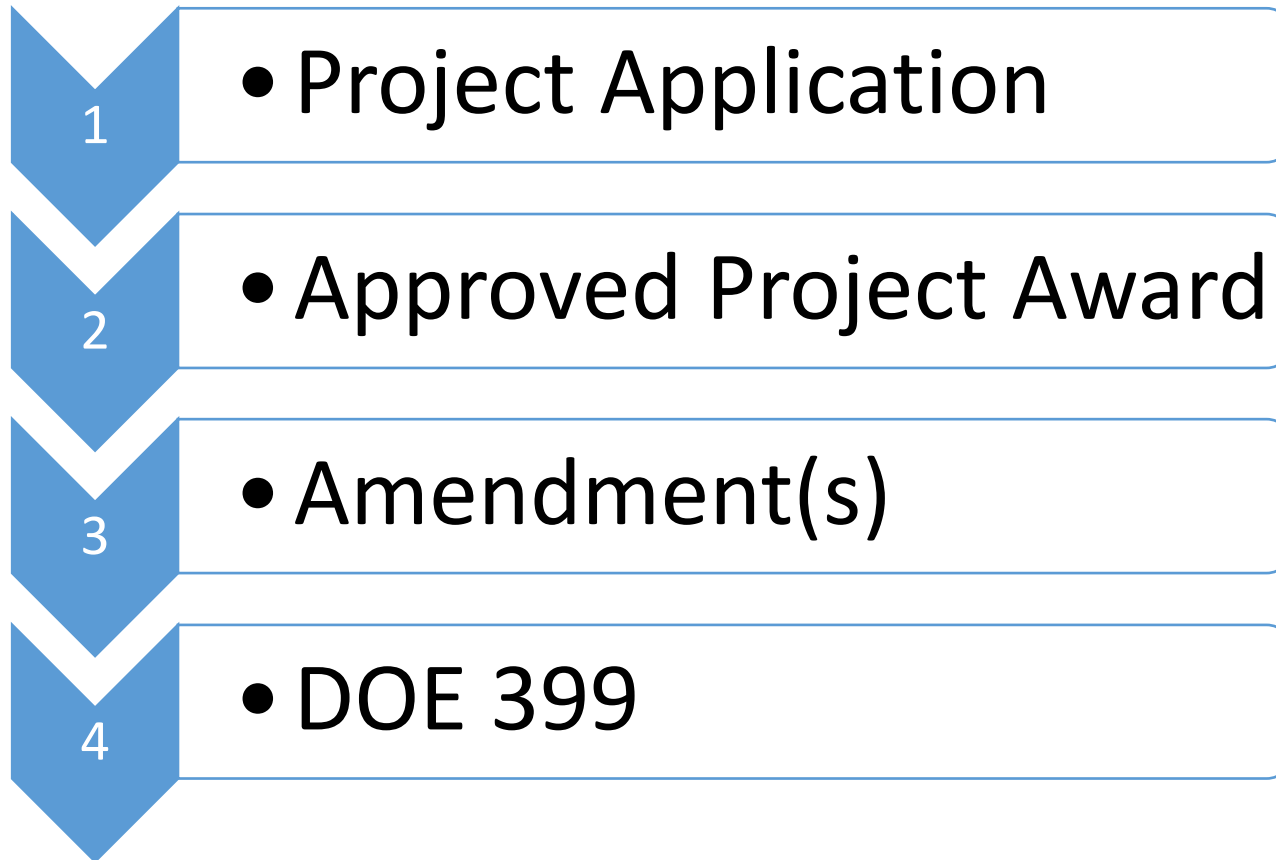 1
• Project Application
2
• Approved Project Award
3
• Amendment(s)
4
• DOE 399